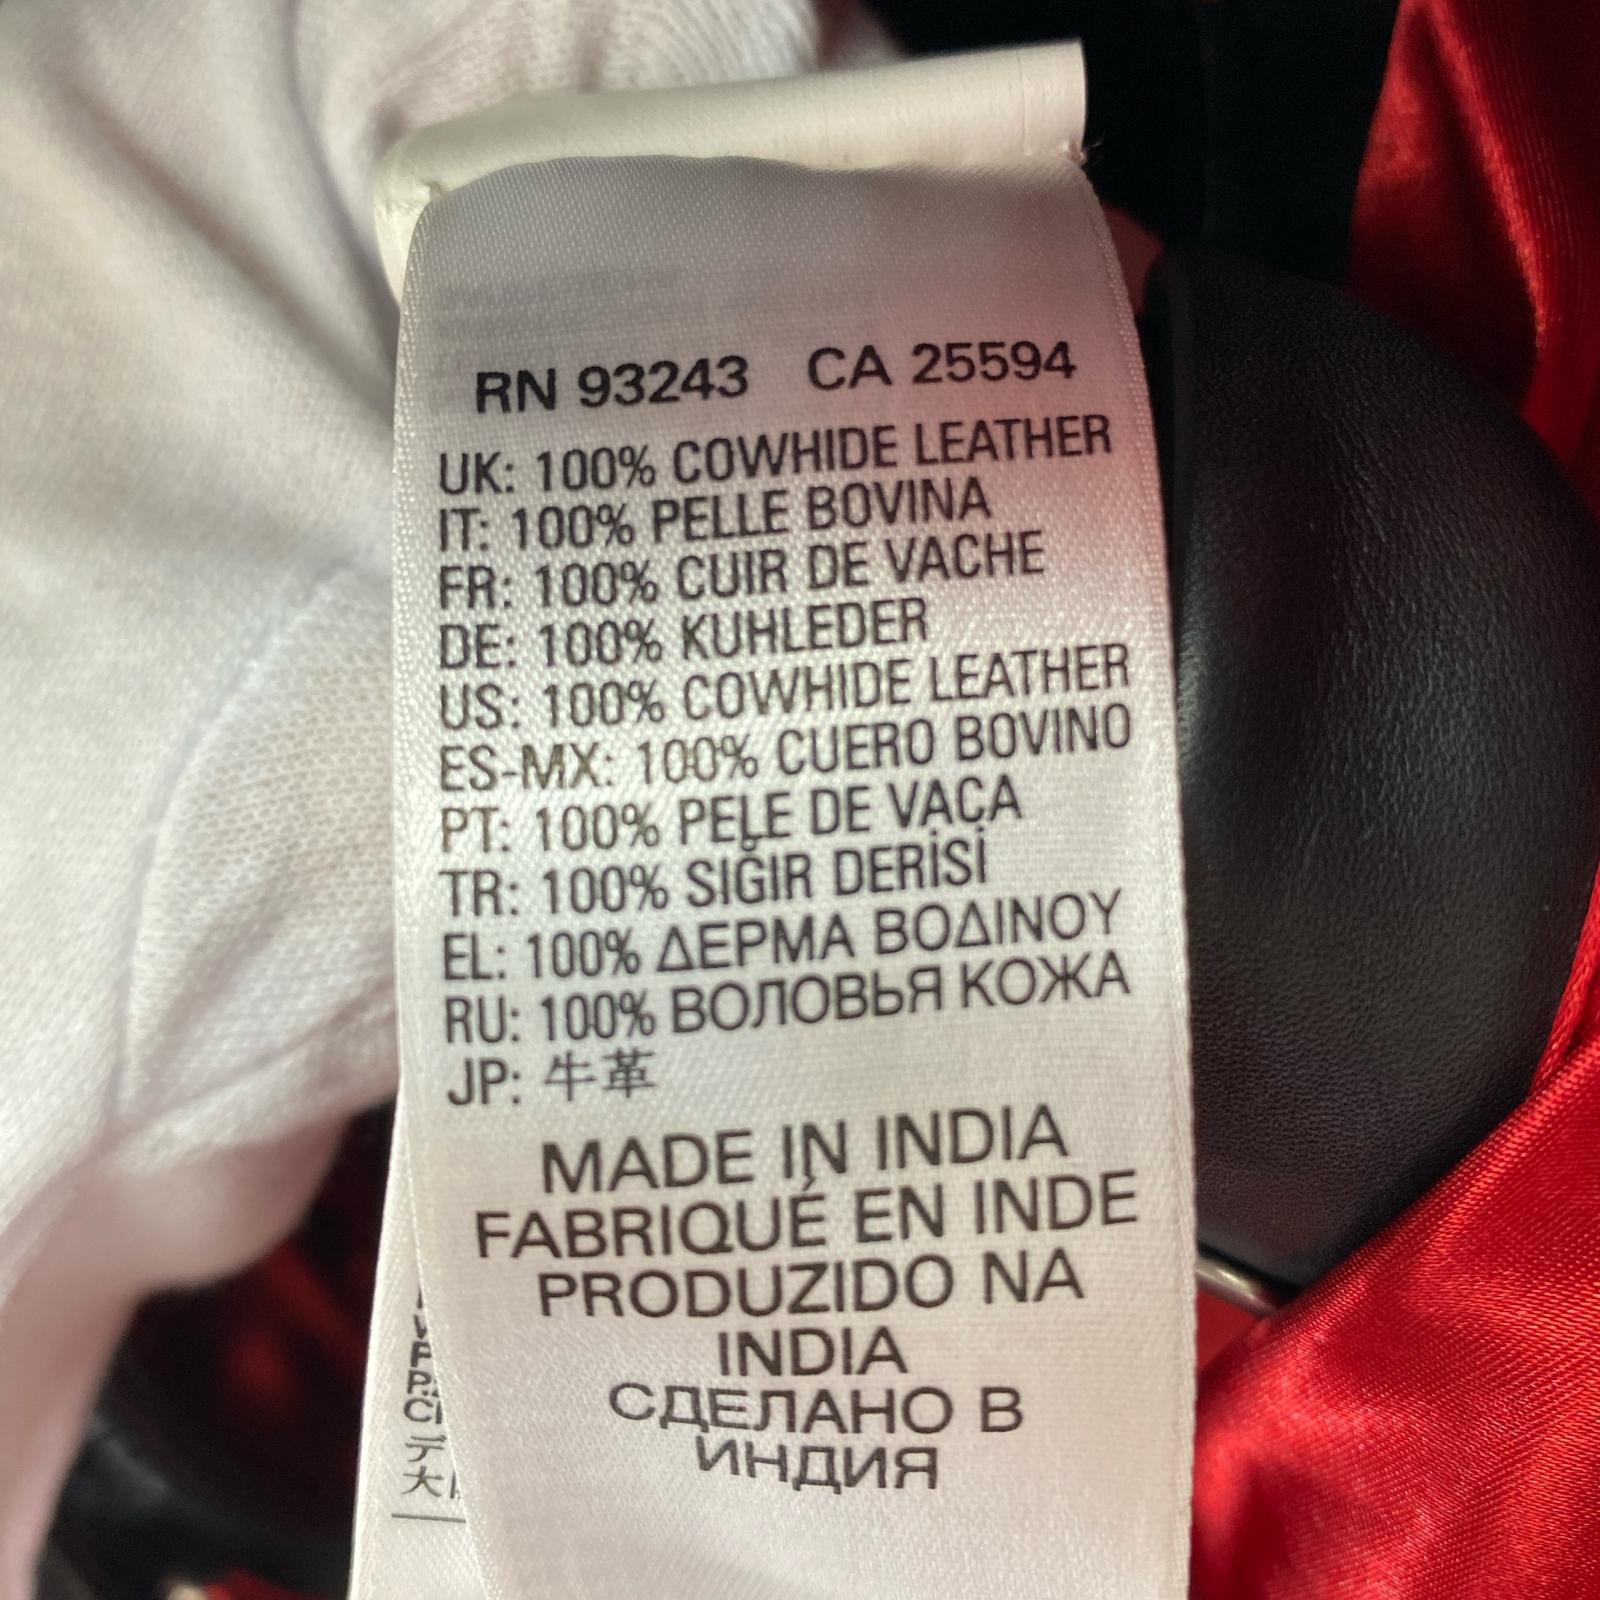 RN 93243 CA 25594
UK: 100% COWHIDE LEATHER
IT: 100% PELLE BOVINA
FR: 100% CUIR DE VACHE
DE: 100% KUHLEDER
US: 100% COWHIDE LEATHER
ES-MX: 100% CUERO BOVINO
PT: 100% PELE DE VACA
TR: 100% SIĞIR DERİSİ
EL: 100% ΔΕΡΜΑ ΒΟΔΙΝΟΥ
RU: 100% ВОЛОВЬЯ КОЖА
JP: 牛革
MADE IN INDIA
FABRIQUÉ EN INDE
PRODUZIDO NA
INDIA
СДЕЛАНО В
ИНДИЯ